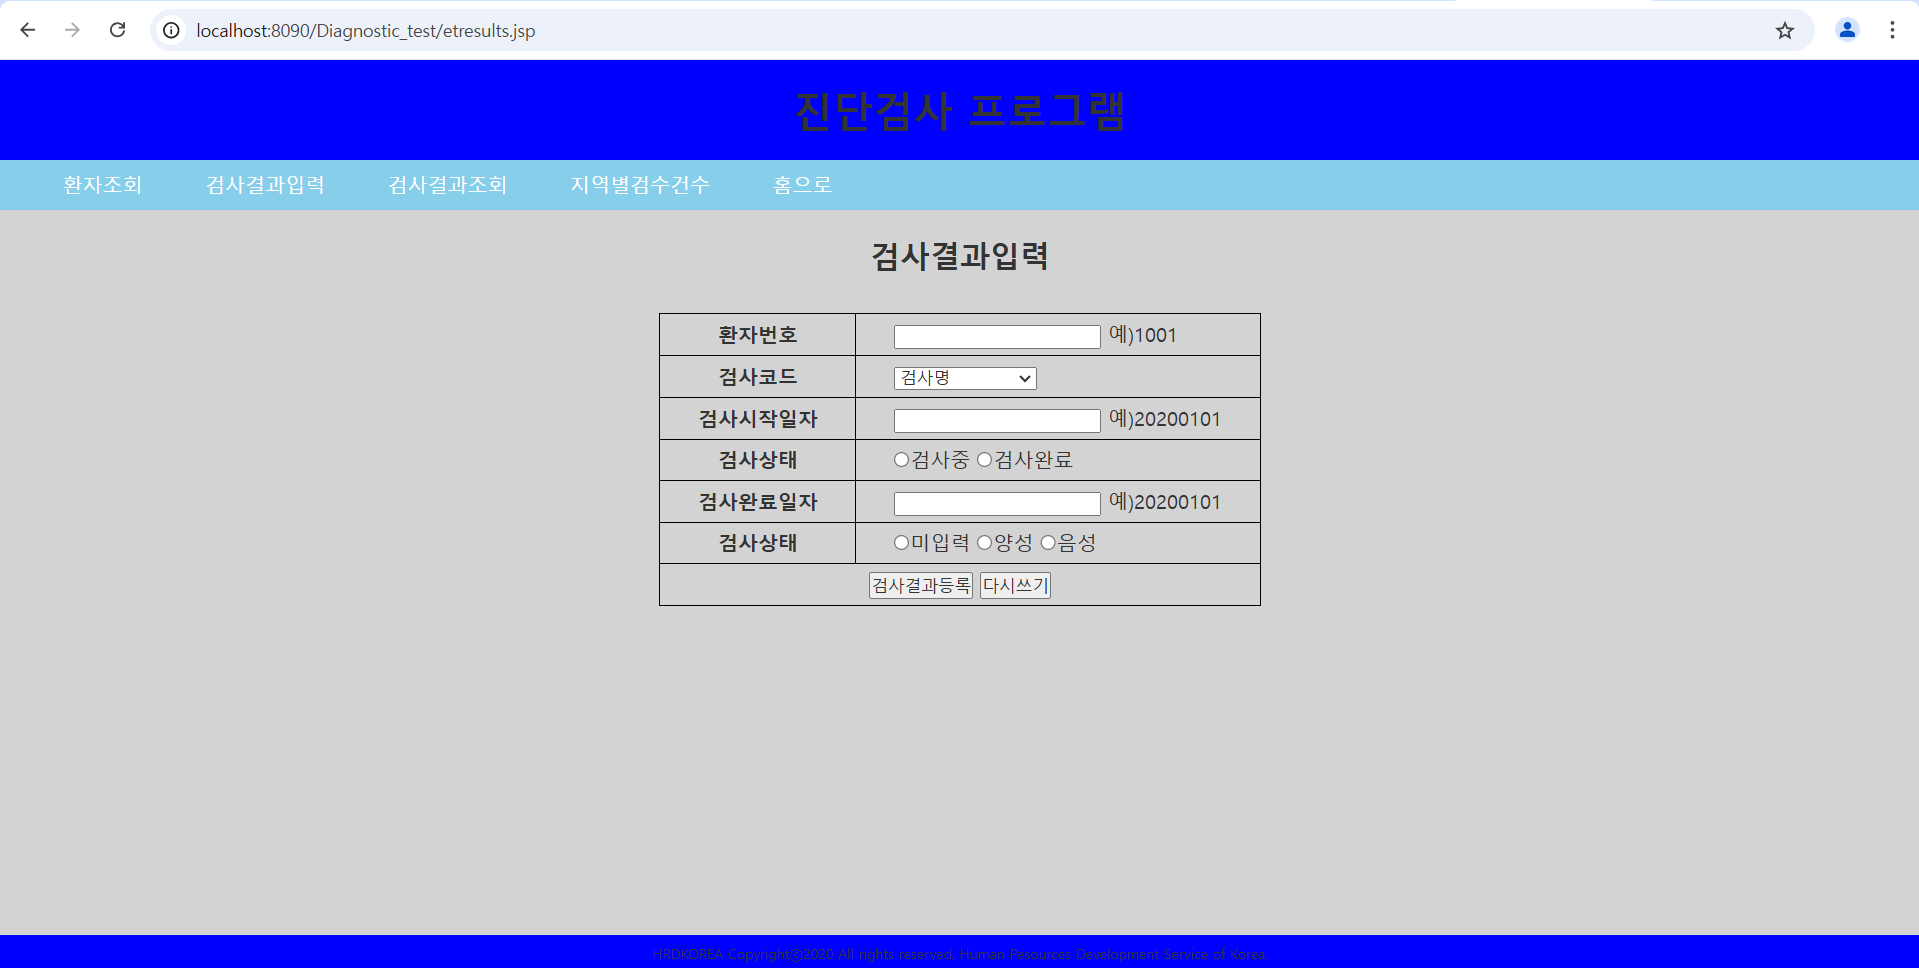 localhost:8090/Diagnostic_test/etresults.jsp
진단검사 프로그램
환자조회 검사결과입력 검사결과조회 지역별검수건수 홈으로
검사결과입력
환자번호 예)1001
검사코드 검사명
검사시작일자 예)20200101
검사상태 검사중 검사완료
검사완료일자 예)20200101
검사상태 미입력 양성 음성
검사결과등록 다시쓰기
HRDKOREA Copyright©2020 All rights reserved. Human Pesources Development Service of Korea.